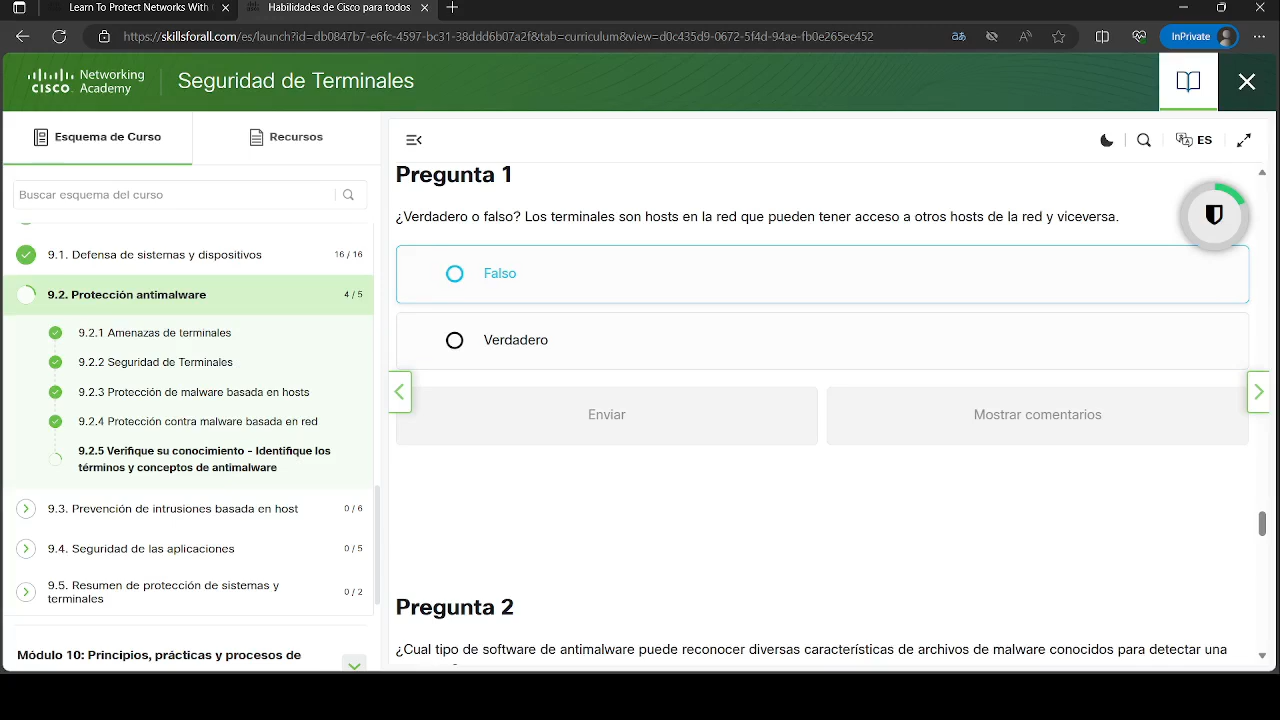 Learn To Protect Networks With
Habilidades de Cisco para todos
https://skillsforall.com/es/launch?id=db0847b7-e6fc-4597-bc31-38ddd6b07a2f&tab=curriculum&view=d0c435d9-0672-5f4d-94ae-fb0e265ec452
InPrivate
Networking
CISCO Academy
Seguridad de Terminales
Esquema de Curso
Recursos
ES
Buscar esquema del curso
9.1. Defensa de sistemas y dispositivos 16 / 16
9.2. Protección antimalware 4 / 5
9.2.1 Amenazas de terminales
9.2.2 Seguridad de Terminales
9.2.3 Protección de malware basada en hosts
9.2.4 Protección contra malware basada en red
9.2.5 Verifique su conocimiento - Identifique los
términos y conceptos de antimalware
9.3. Prevención de intrusiones basada en host 0 / 6
9.4. Seguridad de las aplicaciones 0 / 5
9.5. Resumen de protección de sistemas y
terminales 0 / 2
Módulo 10: Principios, prácticas y procesos de
Pregunta 1
¿Verdadero o falso? Los terminales son hosts en la red que pueden tener acceso a otros hosts de la red y viceversa.
Falso
Verdadero
Enviar
Mostrar comentarios
Pregunta 2
¿Cual tipo de software de antimalware puede reconocer diversas características de archivos de malware conocidos para detectar una